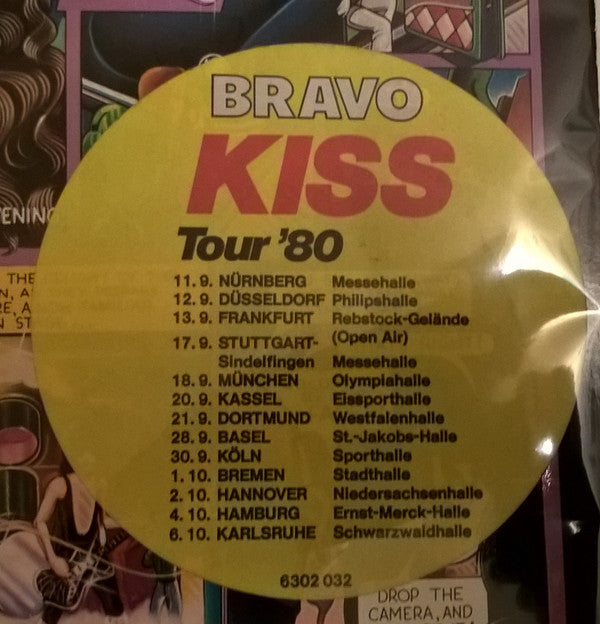 BRAVO
KISS
Tour '80
11. 9. NÜRNBERG Messehalle
12. 9. DÜSSELDORF Philipshalle
13. 9. FRANKFURT Rebstock-Gelände
(Open Air)
17. 9. STUTTGART-
Sindelfingen Messehalle
18. 9. MÜNCHEN Olympiahalle
20. 9. KASSEL Eissporthalle
21. 9. DORTMUND Westfalenhalle
28. 9. BASEL St.-Jakobs-Halle
30. 9. KÖLN Sporthalle
1. 10. BREMEN Stadthalle
2. 10. HANNOVER Niedersachsenhalle
4. 10. HAMBURG Ernst-Merck-Halle
6. 10. KARLSRUHE Schwarzwaldhalle
6302 032
ENING
THE
DROP THE
CAMERA, AND